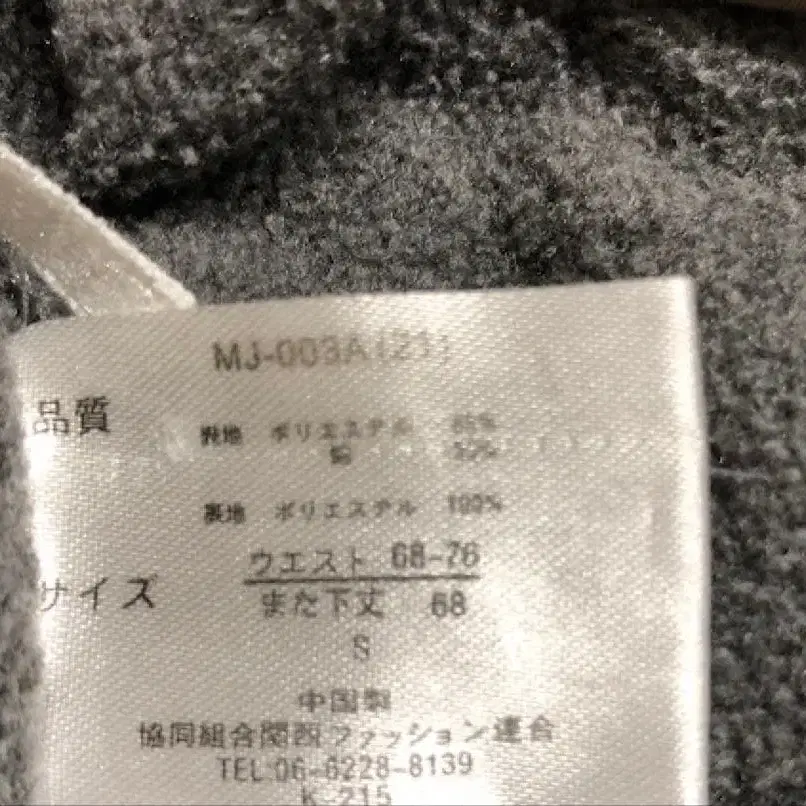 MJ-003A(21)
品質
表地 ポリエステル
裏地 ポリエステル 100%
サイズ
ウエスト 68-76
また下丈 68
S
中国製
協同組合関西ファッション連合
TEL:06-6228-8139
K-215